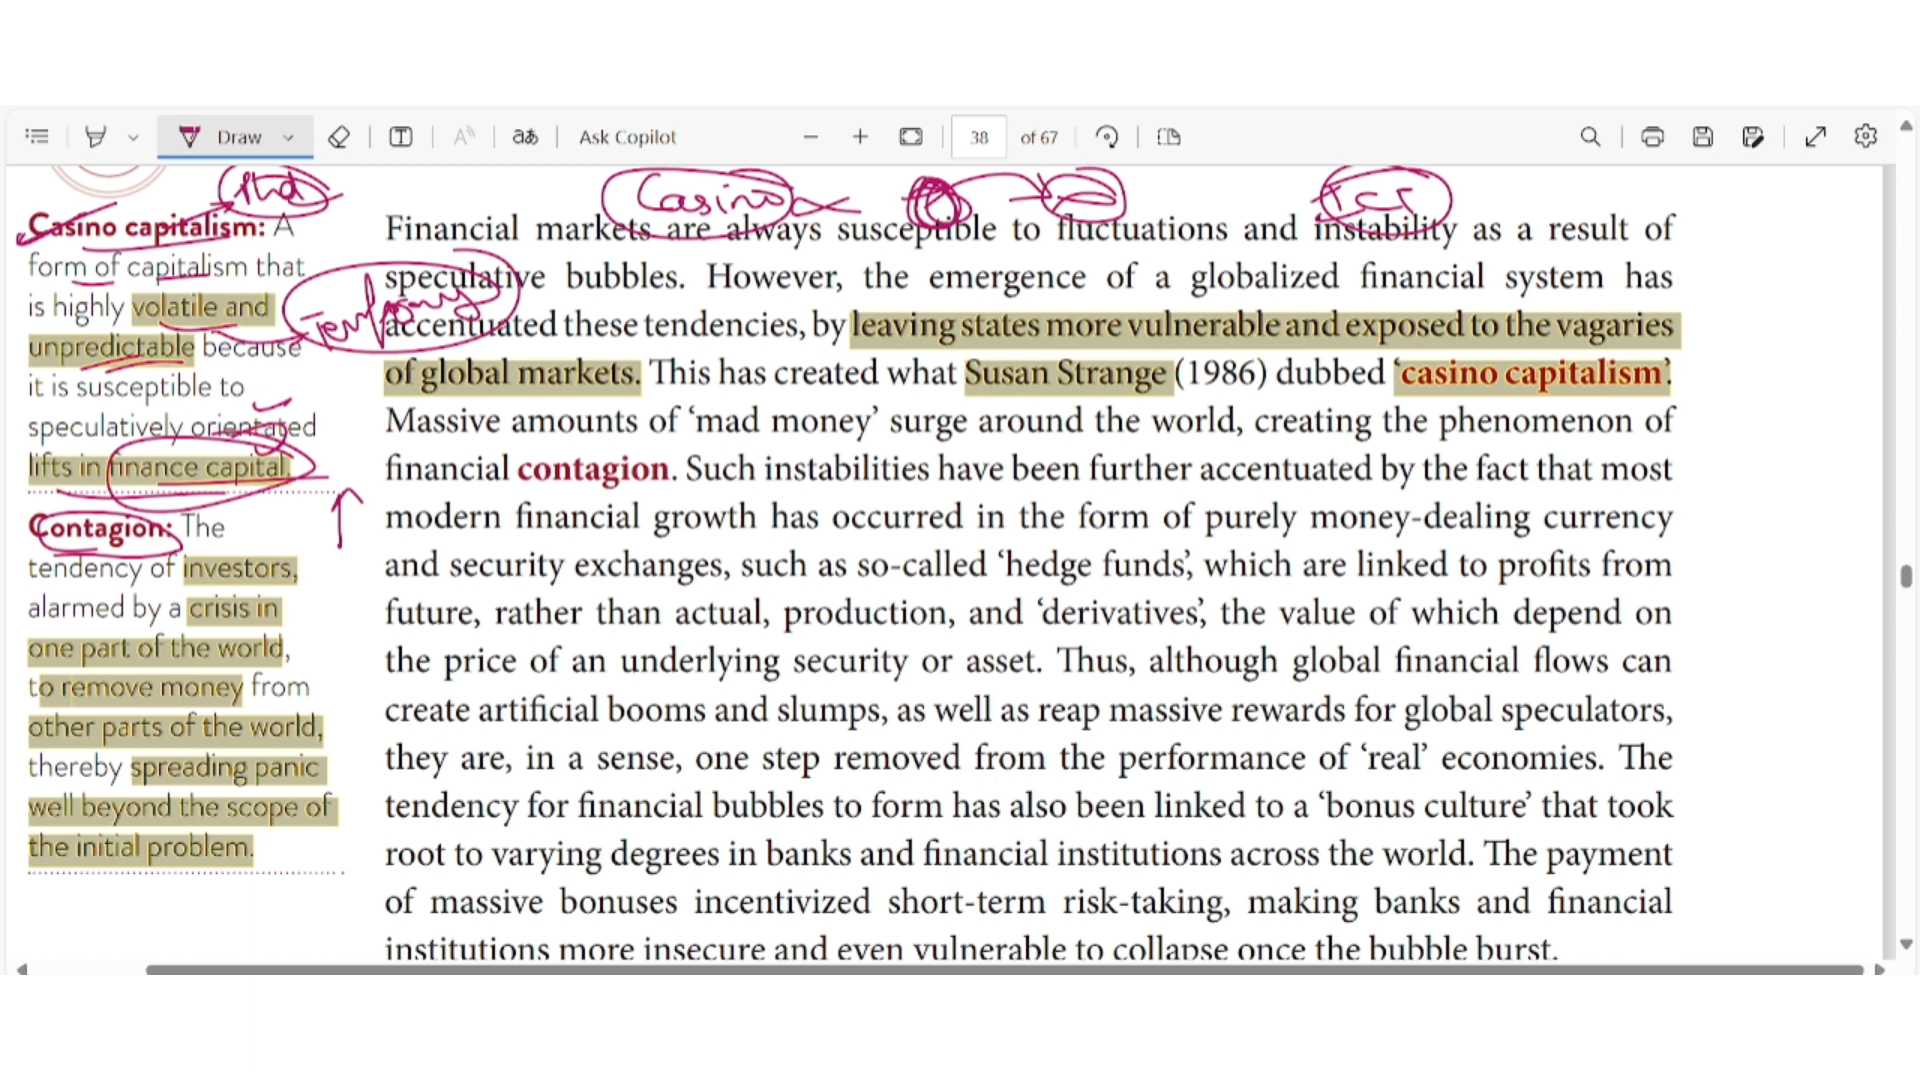 Draw
Ask Copilot
38 of 67
Casino
Casino capitalism: A
form of capitalism that
is highly volatile and
unpredictable because
it is susceptible to
speculatively orientated
lifts in finance capital.
Contagion: The
tendency of investors,
alarmed by a crisis in
one part of the world,
to remove money from
other parts of the world,
thereby spreading panic
well beyond the scope of
the initial problem.
Financial markets are always susceptible to fluctuations and instability as a result of
speculative bubbles. However, the emergence of a globalized financial system has
accentuated these tendencies, by leaving states more vulnerable and exposed to the vagaries
of global markets. This has created what Susan Strange (1986) dubbed ‘casino capitalism’.
Massive amounts of ‘mad money’ surge around the world, creating the phenomenon of
financial contagion. Such instabilities have been further accentuated by the fact that most
modern financial growth has occurred in the form of purely money-dealing currency
and security exchanges, such as so-called ‘hedge funds’, which are linked to profits from
future, rather than actual, production, and ‘derivatives’, the value of which depend on
the price of an underlying security or asset. Thus, although global financial flows can
create artificial booms and slumps, as well as reap massive rewards for global speculators,
they are, in a sense, one step removed from the performance of ‘real’ economies. The
tendency for financial bubbles to form has also been linked to a ‘bonus culture’ that took
root to varying degrees in banks and financial institutions across the world. The payment
of massive bonuses incentivized short-term risk-taking, making banks and financial
institutions more insecure and even vulnerable to collapse once the bubble burst.